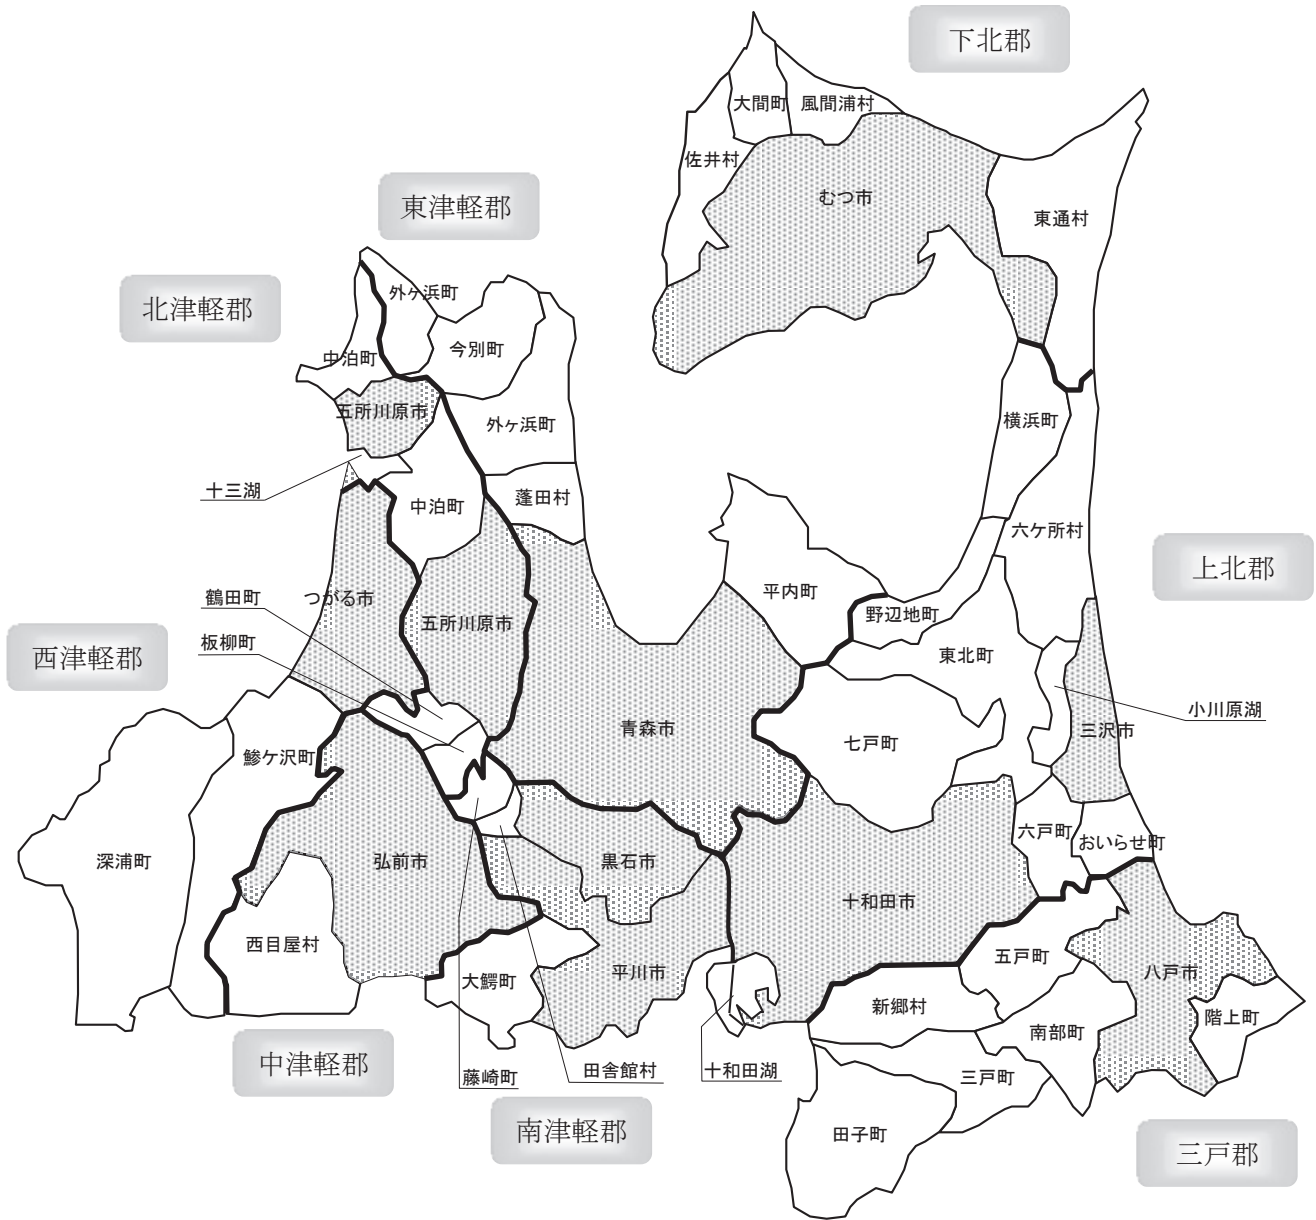 下北郡
大間町
風間浦村
佐井村
むつ市
東通村
東津軽郡
北津軽郡
外ヶ浜町
中泊町
今別町
五所川原市
外ヶ浜町
横浜町
十三湖
中泊町
蓬田村
六ケ所村
上北郡
鶴田町
つがる市
板柳町
五所川原市
平内町
野辺地町
東北町
西津軽郡
小川原湖
青森市
七戸町
三沢市
鰺ケ沢町
深浦町
弘前市
黒石市
六戸町
おいらせ町
十和田市
西目屋村
大鰐町
平川市
五戸町
八戸市
新郷村
南部町
階上町
中津軽郡
藤崎町
田舎館村
十和田湖
三戸町
南津軽郡
田子町
三戸郡